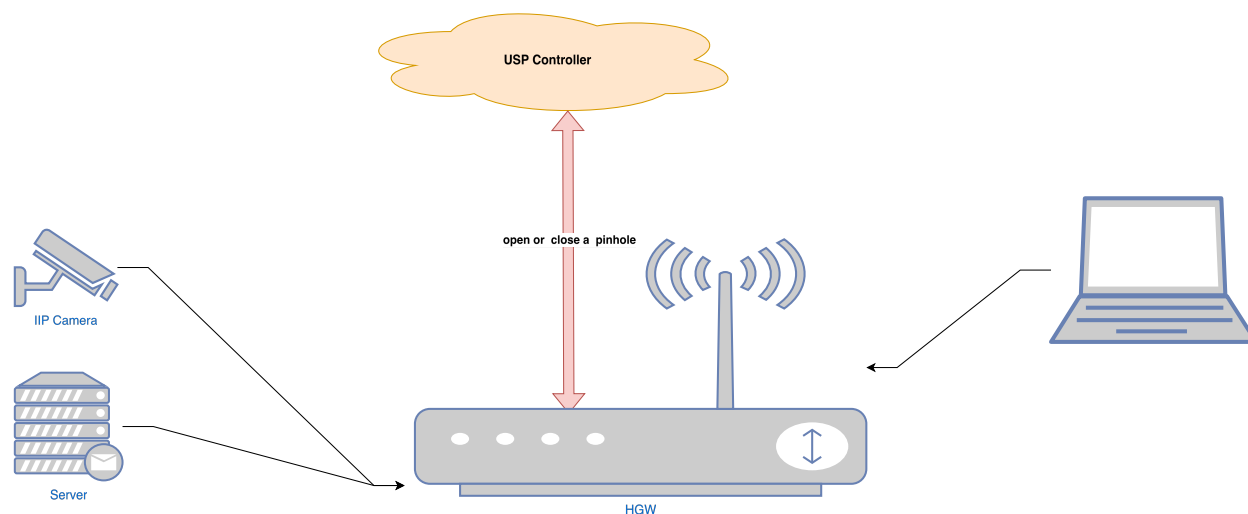 USP Controller
open or close a pinhole
IIP Camera
Server
HGW